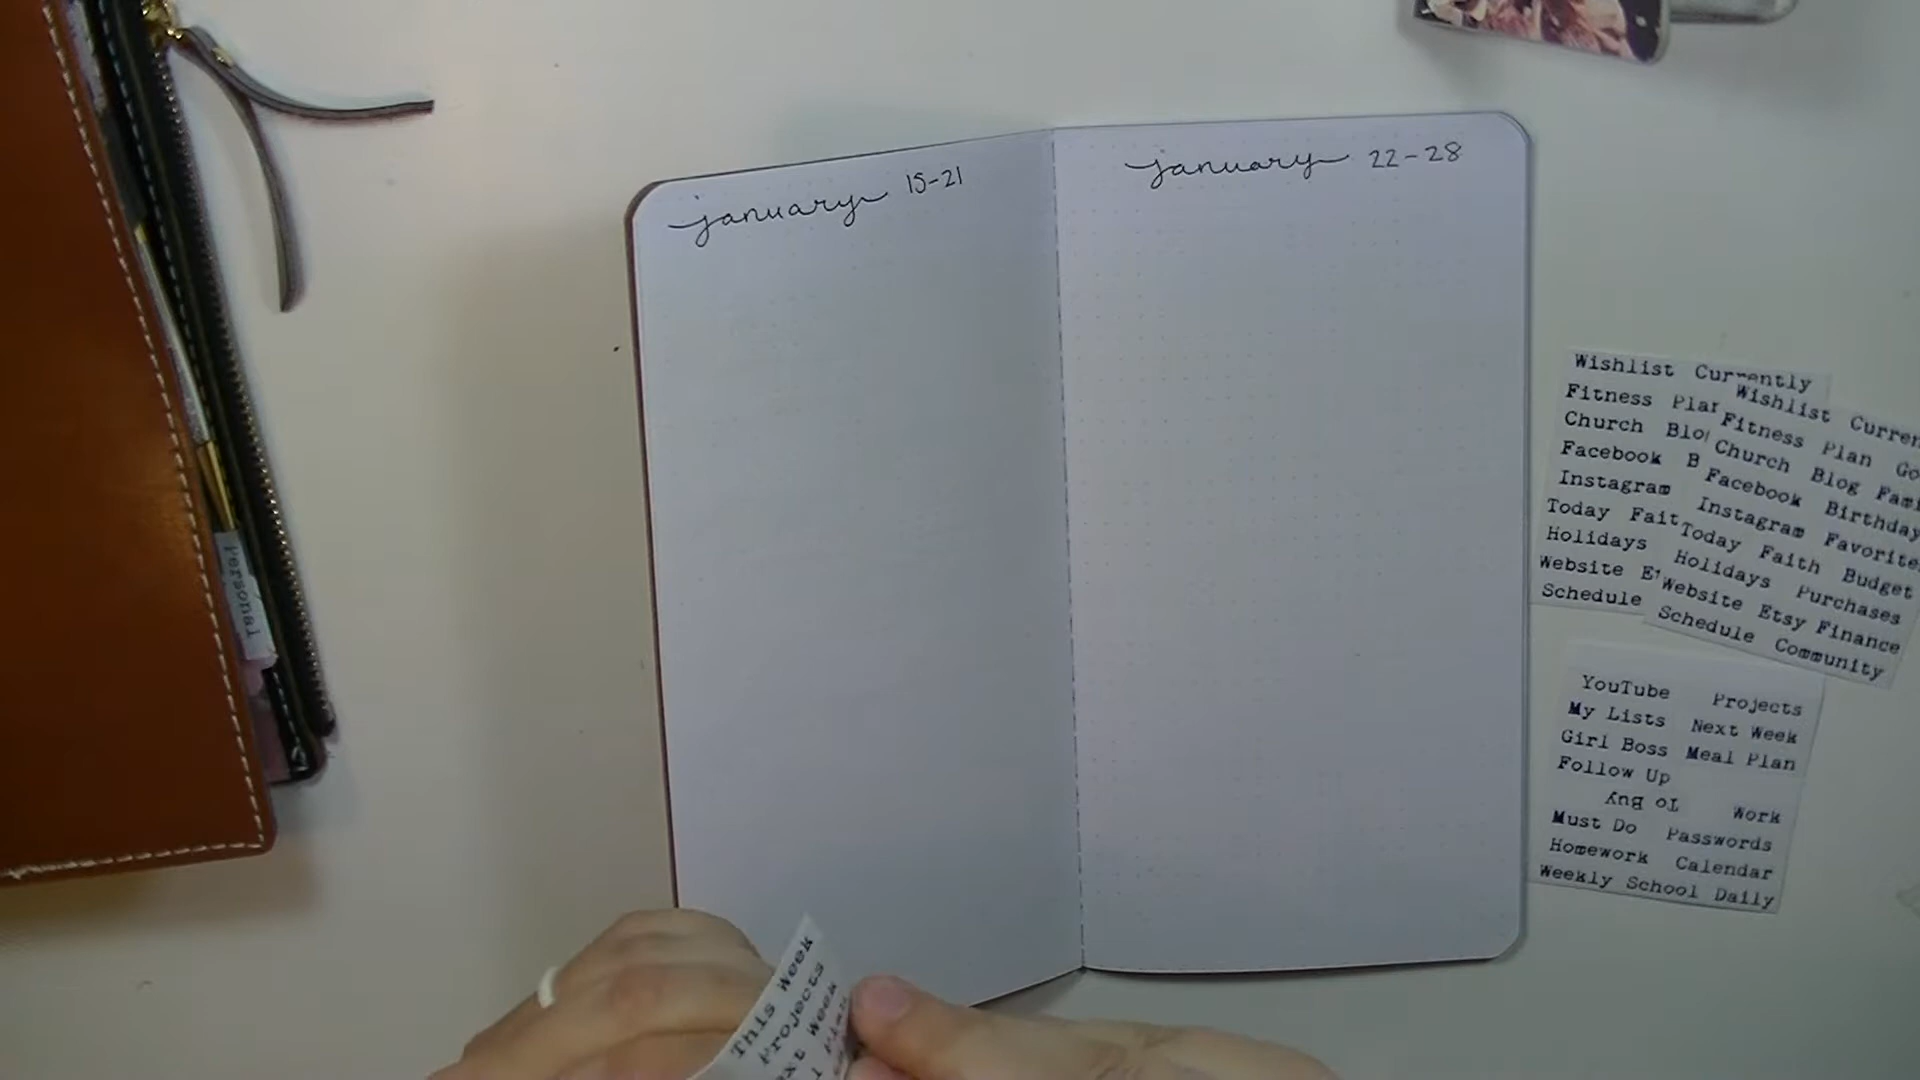 january 15-21
january 22-28
Personal
Wishlist Currently
Fitness
Church
Facebook
Instagram
Today
Holidays
Website
Schedule
Wishlist
Fitness Plan
Church Blog
Facebook Birthday
Instagram
Today Faith Budget
Holidays Purchases
Website Etsy Finance
Schedule Community
YouTube Projects
My Lists Next Week
Girl Boss Meal Plan
Follow Up
To Buy Work
Must Do Passwords
Homework Calendar
Weekly School Daily
This Week
Projects
Week